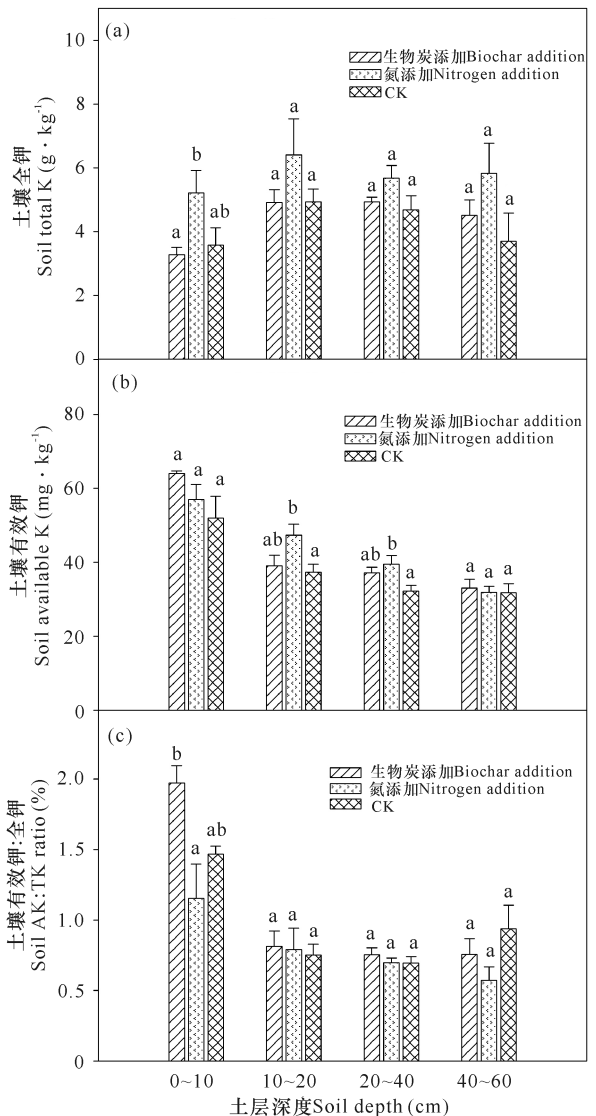 (a)
10
8
6
4
2
0
土壤全钾
Soil total K (g · kg⁻¹)
生物炭添加Biochar addition
氮添加Nitrogen addition
CK
a b ab
a a a
a a a
a a a
(b)
80
60
40
20
0
土壤有效钾
Soil available K (mg · kg⁻¹)
生物炭添加Biochar addition
氮添加Nitrogen addition
CK
a a a
ab b a
ab b a
a a a
(c)
2.0
1.5
1.0
0.5
0
土壤有效钾:全钾
Soil AK:TK ratio (%)
生物炭添加Biochar addition
氮添加Nitrogen addition
CK
b a ab
a a a
a a a
a a a
0~10 10~20 20~40 40~60
土层深度Soil depth (cm)